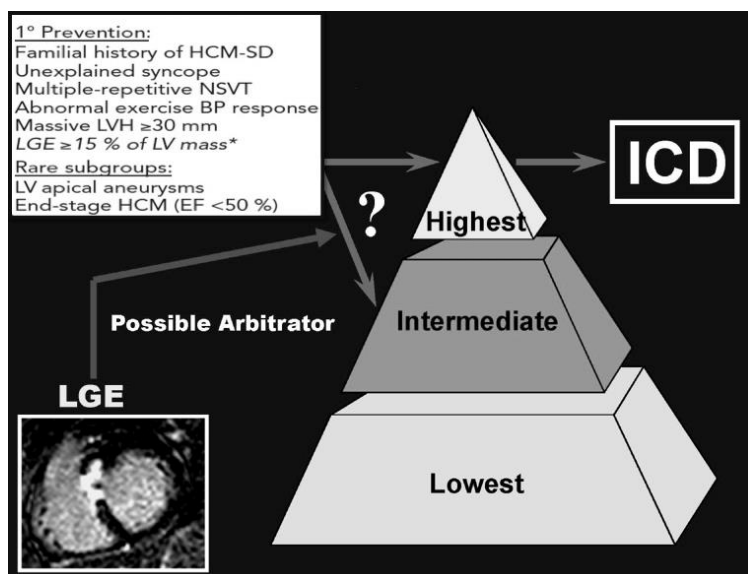 1º Prevention:
Familial history of HCM-SD
Unexplained syncope
Multiple-repetitive NSVT
Abnormal exercise BP response
Massive LVH ≥30 mm
LGE ≥15 % of LV mass*
Rare subgroups:
LV apical aneurysms
End-stage HCM (EF <50 %)
ICD
?
Highest
Possible Arbitrator
Intermediate
LGE
Lowest